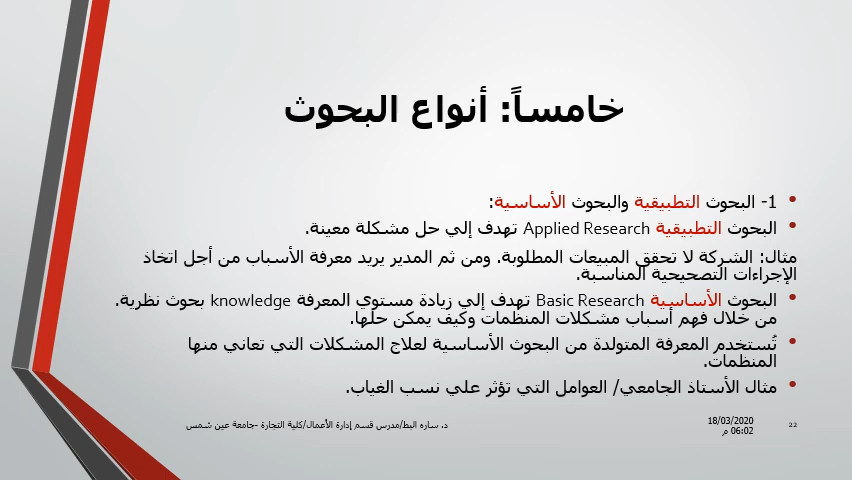 خامساً: أنواع البحوث
1- البحوث التطبيقية والبحوث الأساسية:
البحوث التطبيقية Applied Research تهدف إلي حل مشكلة معينة.
مثال: الشركة لا تحقق المبيعات المطلوبة. ومن ثم المدير يريد معرفة الأسباب من أجل اتخاذ
الإجراءات التصحيحية المناسبة.
البحوث الأساسية Basic Research تهدف إلي زيادة مستوي المعرفة knowledge بحوث نظرية.
من خلال فهم أسباب مشكلات المنظمات وكيف يمكن حلها.
تُستخدم المعرفة المتولدة من البحوث الأساسية لعلاج المشكلات التي تعاني منها
المنظمات.
مثال الأستاذ الجامعي/ العوامل التي تؤثر علي نسب الغياب.
22
18/03/2020
06:02 م
د. ساره البط/مدرس قسم إدارة الأعمال/كلية التجارة -جامعة عين شمس